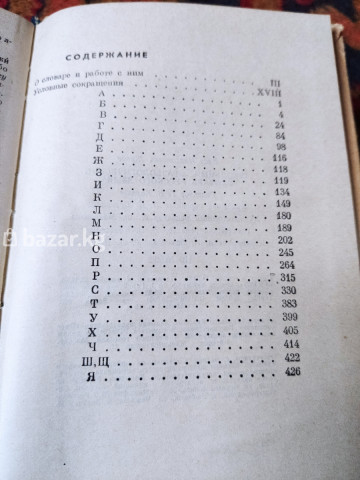 СОДЕРЖАНИЕ
О словаре и работе с ним . . . . . . . . III
Условные сокращения . . . . . . . . XVIII
А . . . . . . . . . . . . . . . 1
Б . . . . . . . . . . . . . . . 4
В . . . . . . . . . . . . . . . 24
Г . . . . . . . . . . . . . . . 84
Д . . . . . . . . . . . . . . . 98
Е . . . . . . . . . . . . . . . 116
Ж . . . . . . . . . . . . . . . 118
З . . . . . . . . . . . . . . . 119
И . . . . . . . . . . . . . . . 134
К . . . . . . . . . . . . . . . 149
Л . . . . . . . . . . . . . . . 180
М . . . . . . . . . . . . . . . 189
Н . . . . . . . . . . . . . . . 202
О . . . . . . . . . . . . . . . 245
П . . . . . . . . . . . . . . . 264
Р . . . . . . . . . . . . . . . 315
С . . . . . . . . . . . . . . . 330
Т . . . . . . . . . . . . . . . 383
У . . . . . . . . . . . . . . . 399
Х . . . . . . . . . . . . . . . 405
Ч . . . . . . . . . . . . . . . 414
Ш,Щ . . . . . . . . . . . . . . 422
Я . . . . . . . . . . . . . . . 426
bazar.kg